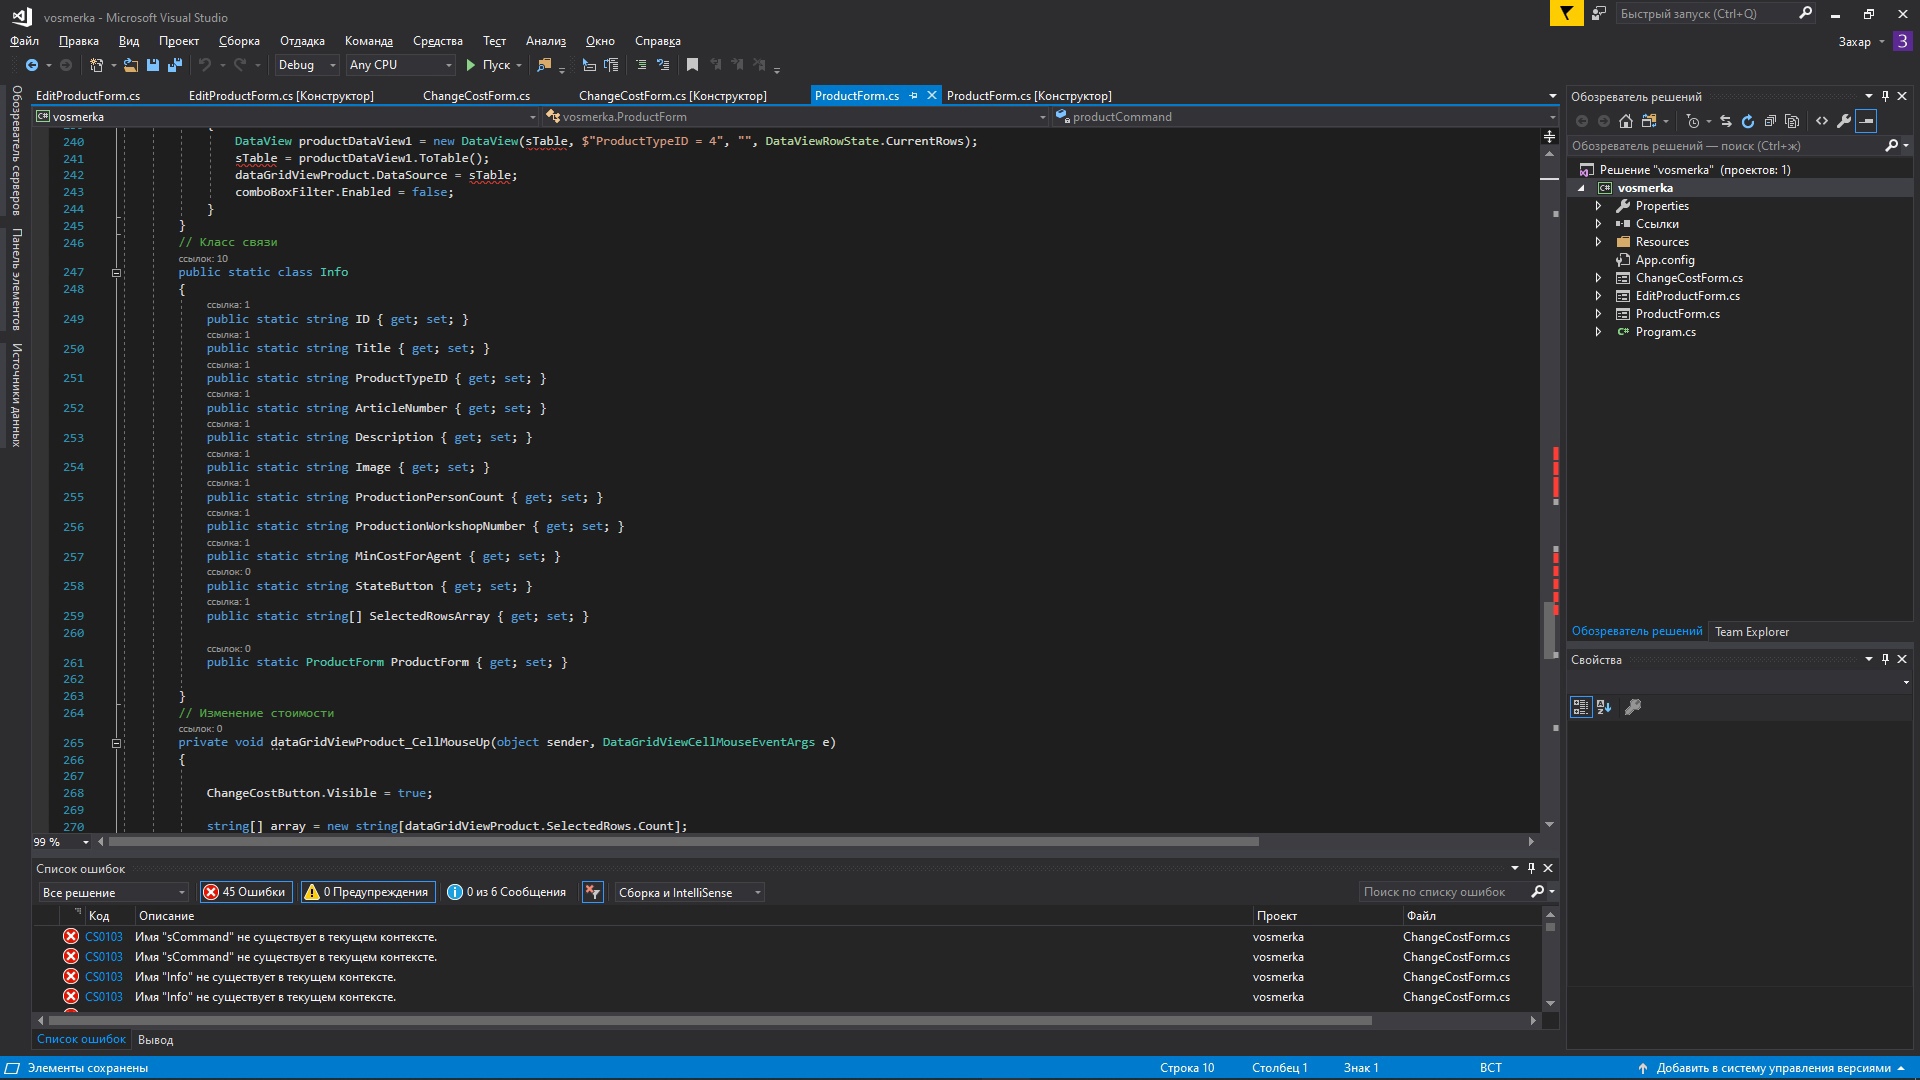 vosmerka - Microsoft Visual Studio
Быстрый запуск (Ctrl+Q)
Файл Правка Вид Проект Сборка Отладка Команда Средства Тест Анализ Окно Справка
Захар З
Debug Any CPU Пуск
Обозреватель серверов
Панель элементов
Источники данных
EditProductForm.cs EditProductForm.cs [Конструктор] ChangeCostForm.cs ChangeCostForm.cs [Конструктор] ProductForm.cs ProductForm.cs [Конструктор]
vosmerka vosmerka.ProductForm productCommand
240 DataView productDataView1 = new DataView(sTable, $"ProductTypeID = 4", "", DataViewRowState.CurrentRows);
241 sTable = productDataView1.ToTable();
242 dataGridViewProduct.DataSource = sTable;
243 comboBoxFilter.Enabled = false;
244 }
245 }
246 // Класс связи
ссылок: 10
247 public static class Info
248 {
ссылка: 1
249 public static string ID { get; set; }
ссылка: 1
250 public static string Title { get; set; }
ссылка: 1
251 public static string ProductTypeID { get; set; }
ссылка: 1
252 public static string ArticleNumber { get; set; }
ссылка: 1
253 public static string Description { get; set; }
ссылка: 1
254 public static string Image { get; set; }
ссылка: 1
255 public static string ProductionPersonCount { get; set; }
ссылка: 1
256 public static string ProductionWorkshopNumber { get; set; }
ссылка: 1
257 public static string MinCostForAgent { get; set; }
ссылок: 0
258 public static string StateButton { get; set; }
ссылка: 1
259 public static string[] SelectedRowsArray { get; set; }
260
ссылок: 0
261 public static ProductForm ProductForm { get; set; }
262
263 }
264 // Изменение стоимости
ссылок: 0
265 private void dataGridViewProduct_CellMouseUp(object sender, DataGridViewCellMouseEventArgs e)
266 {
267
268 ChangeCostButton.Visible = true;
269
270 string[] array = new string[dataGridViewProduct.SelectedRows.Count];
99 %
Список ошибок
Все решение 45 Ошибки 0 Предупреждения 0 из 6 Сообщения Сборка и IntelliSense Поиск по списку ошибок
Код Описание Проект Файл
CS0103 Имя "sCommand" не существует в текущем контексте. vosmerka ChangeCostForm.cs
CS0103 Имя "sCommand" не существует в текущем контексте. vosmerka ChangeCostForm.cs
CS0103 Имя "Info" не существует в текущем контексте. vosmerka ChangeCostForm.cs
CS0103 Имя "Info" не существует в текущем контексте. vosmerka ChangeCostForm.cs
Список ошибок Вывод
Обозреватель решений
Обозреватель решений — поиск (Ctrl+ж)
Решение "vosmerka" (проектов: 1)
vosmerka
Properties
Ссылки
Resources
App.config
ChangeCostForm.cs
EditProductForm.cs
ProductForm.cs
Program.cs
Обозреватель решений Team Explorer
Свойства
Элементы сохранены Строка 10 Столбец 1 Знак 1 ВСТ Добавить в систему управления версиями